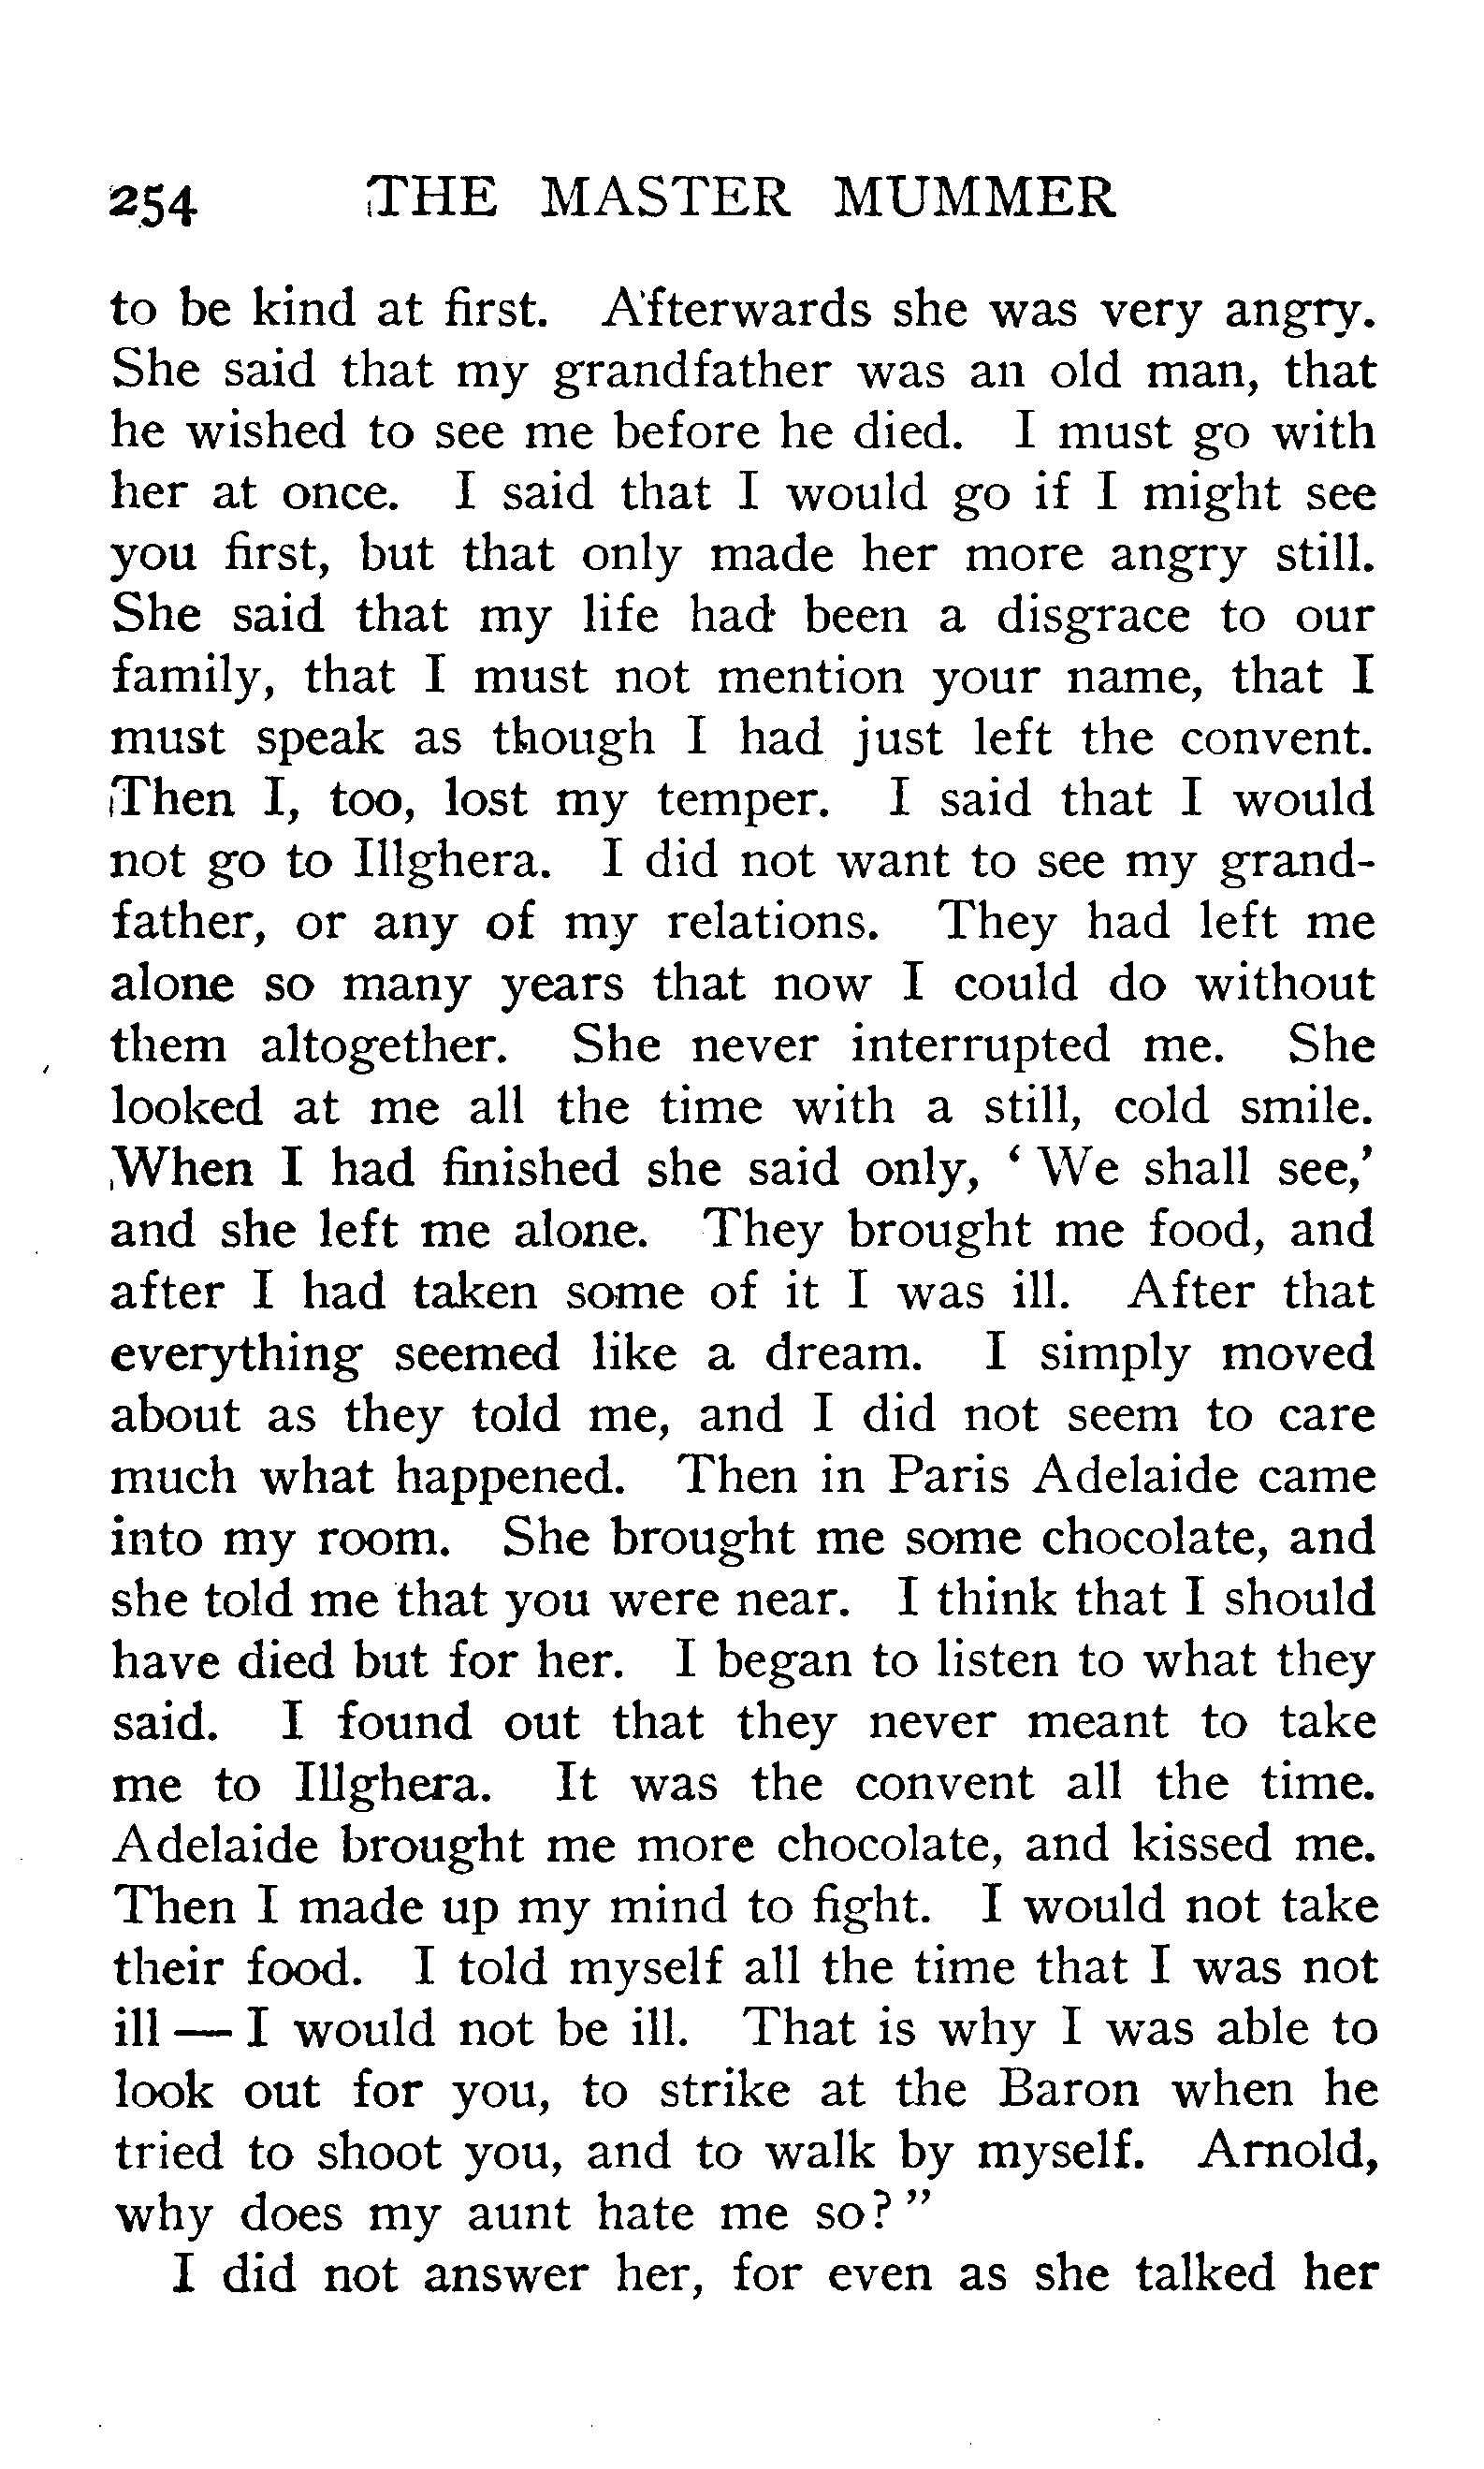 254 THE MASTER MUMMER
to be kind at first. Afterwards she was very angry.
She said that my grandfather was an old man, that
he wished to see me before he died. I must go with
her at once. I said that I would go if I might see
you first, but that only made her more angry still.
She said that my life had been a disgrace to our
family, that I must not mention your name, that I
must speak as though I had just left the convent.
Then I, too, lost my temper. I said that I would
not go to Illghera. I did not want to see my grand-
father, or any of my relations. They had left me
alone so many years that now I could do without
them altogether. She never interrupted me. She
looked at me all the time with a still, cold smile.
When I had finished she said only, ‘ We shall see,’
and she left me alone. They brought me food, and
after I had taken some of it I was ill. After that
everything seemed like a dream. I simply moved
about as they told me, and I did not seem to care
much what happened. Then in Paris Adelaide came
into my room. She brought me some chocolate, and
she told me that you were near. I think that I should
have died but for her. I began to listen to what they
said. I found out that they never meant to take
me to Illghera. It was the convent all the time.
Adelaide brought me more chocolate, and kissed me.
Then I made up my mind to fight. I would not take
their food. I told myself all the time that I was not
ill — I would not be ill. That is why I was able to
look out for you, to strike at the Baron when he
tried to shoot you, and to walk by myself. Arnold,
why does my aunt hate me so? ”
I did not answer her, for even as she talked her